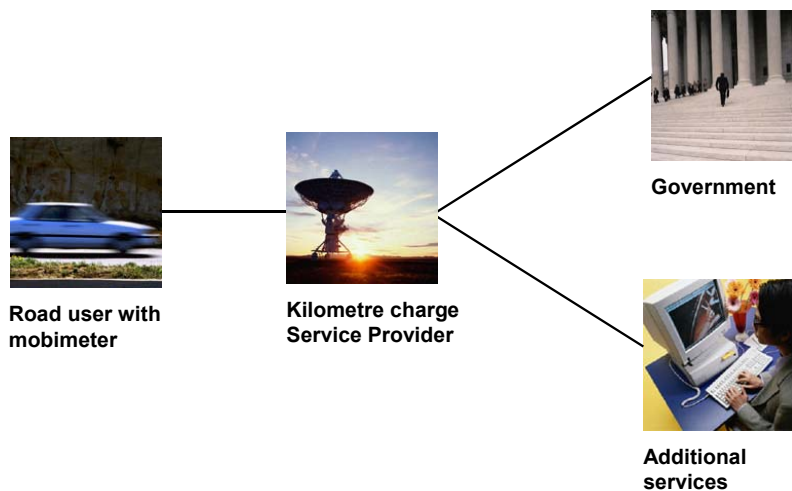 Government
Road user with
mobimeter
Kilometre charge
Service Provider
Additional
services